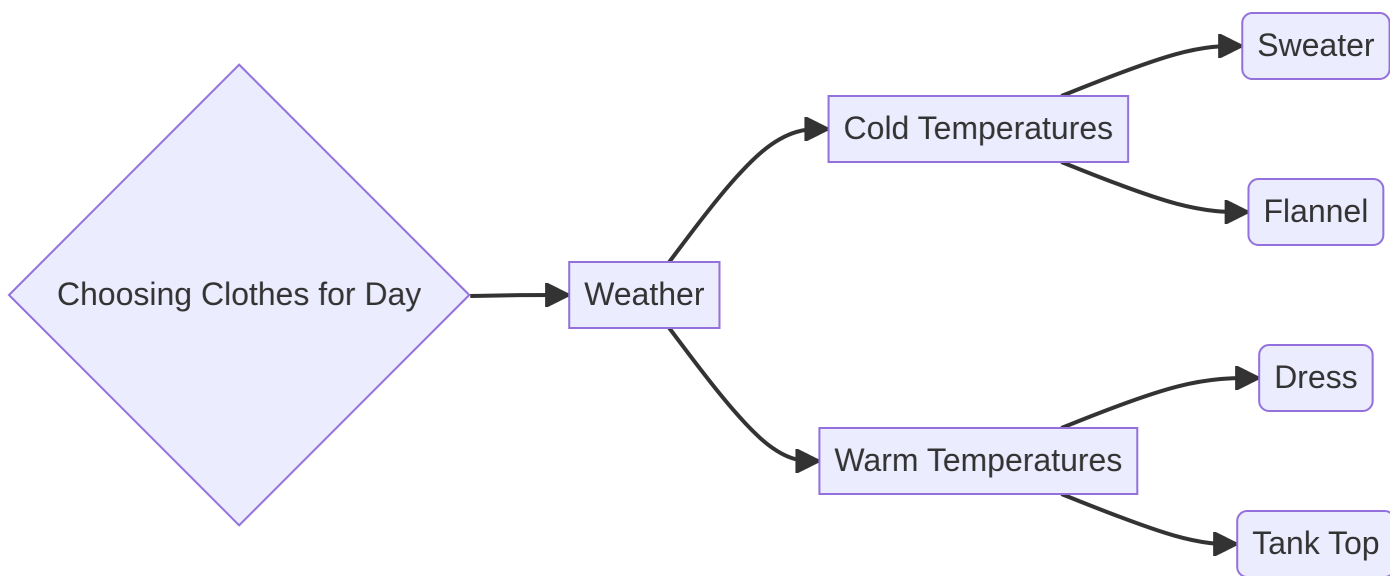 Choosing Clothes for Day
Weather
Cold Temperatures
Sweater
Flannel
Warm Temperatures
Dress
Tank Top